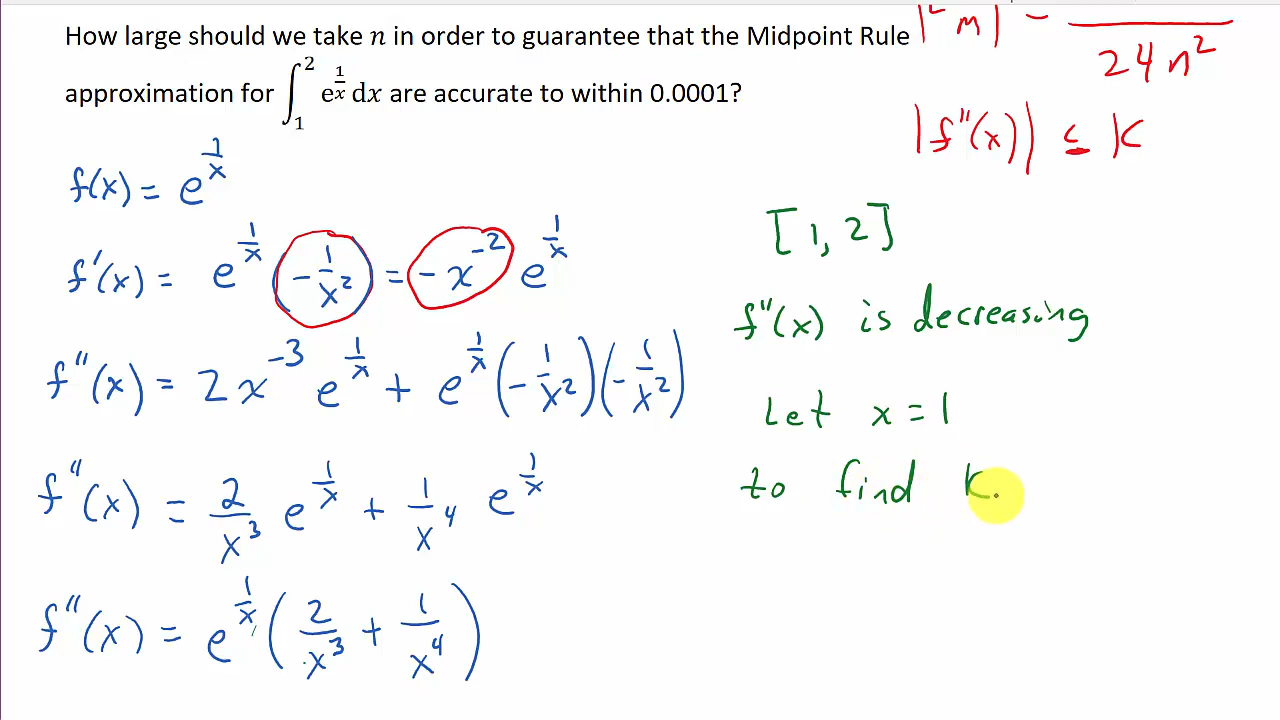 How large should we take n in order to guarantee that the Midpoint Rule
approximation for ∫₁² e^(1/x) dx are accurate to within 0.0001?
24n²
|f''(x)| ≤ K
f(x) = e^(1/x)
f'(x) = e^(1/x) (-1/x²) = -x^(-2) e^(1/x)
f''(x) = 2x^(-3) e^(1/x) + e^(1/x) (-1/x²)(-1/x²)
f''(x) = 2/x³ e^(1/x) + 1/x⁴ e^(1/x)
f''(x) = e^(1/x) (2/x³ + 1/x⁴)
[1, 2]
f''(x) is decreasing
Let x = 1
to find K.